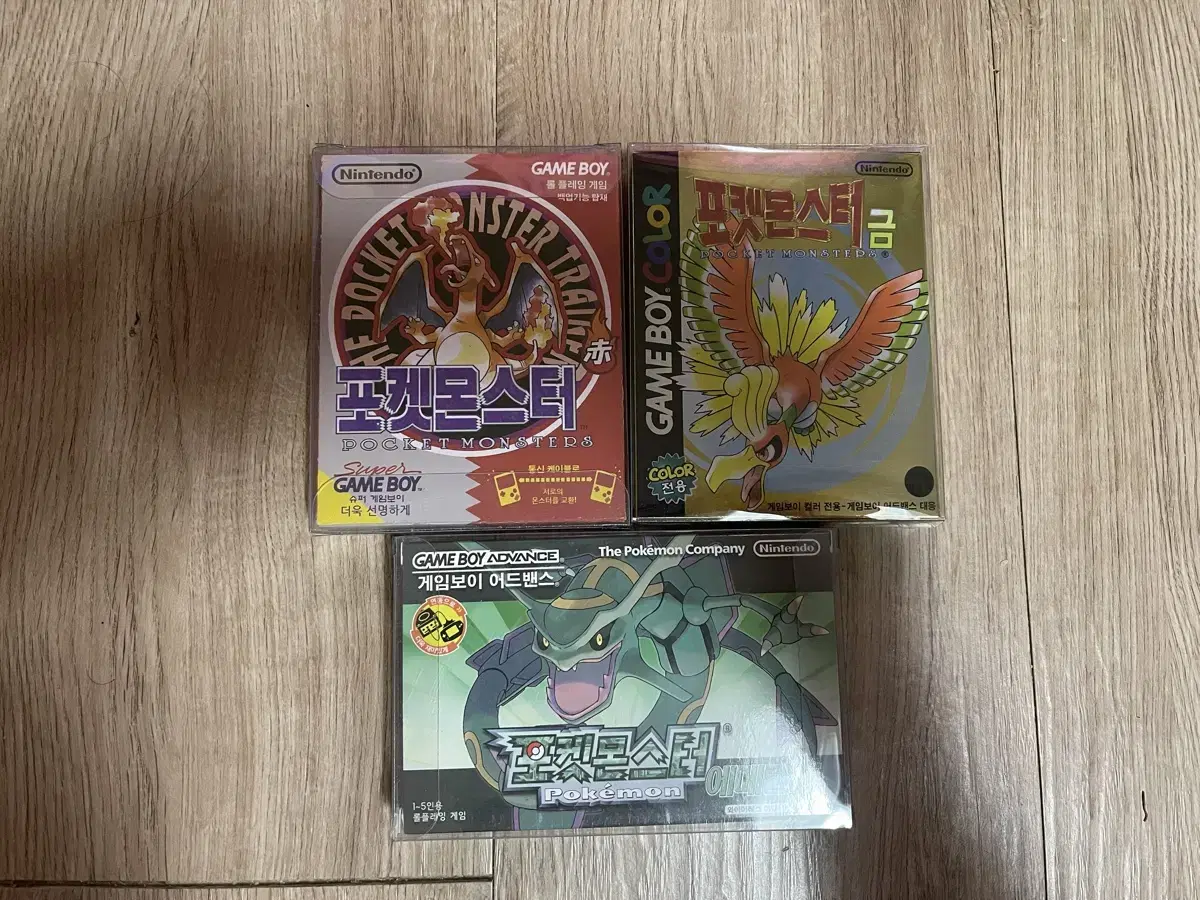 Nintendo
GAME BOY
롤 플레잉 게임
백업기능 탑재
THE POCKET MONSTER TRAINER
赤
포켓몬스터
POCKET MONSTERS
Super
GAME BOY
슈퍼 게임보이
더욱 선명하게
통신 케이블로
서로의
몬스터를 교환!
Nintendo
GAME BOY COLOR
포켓몬스터
금
POCKET MONSTERS
COLOR
전용
게임보이 컬러 전용-게임보이 어드밴스 대응
GAME BOY ADVANCE
게임보이 어드밴스
The Pokémon Company
Nintendo
포켓몬스터
Pokémon
1-5인용
롤플레잉 게임